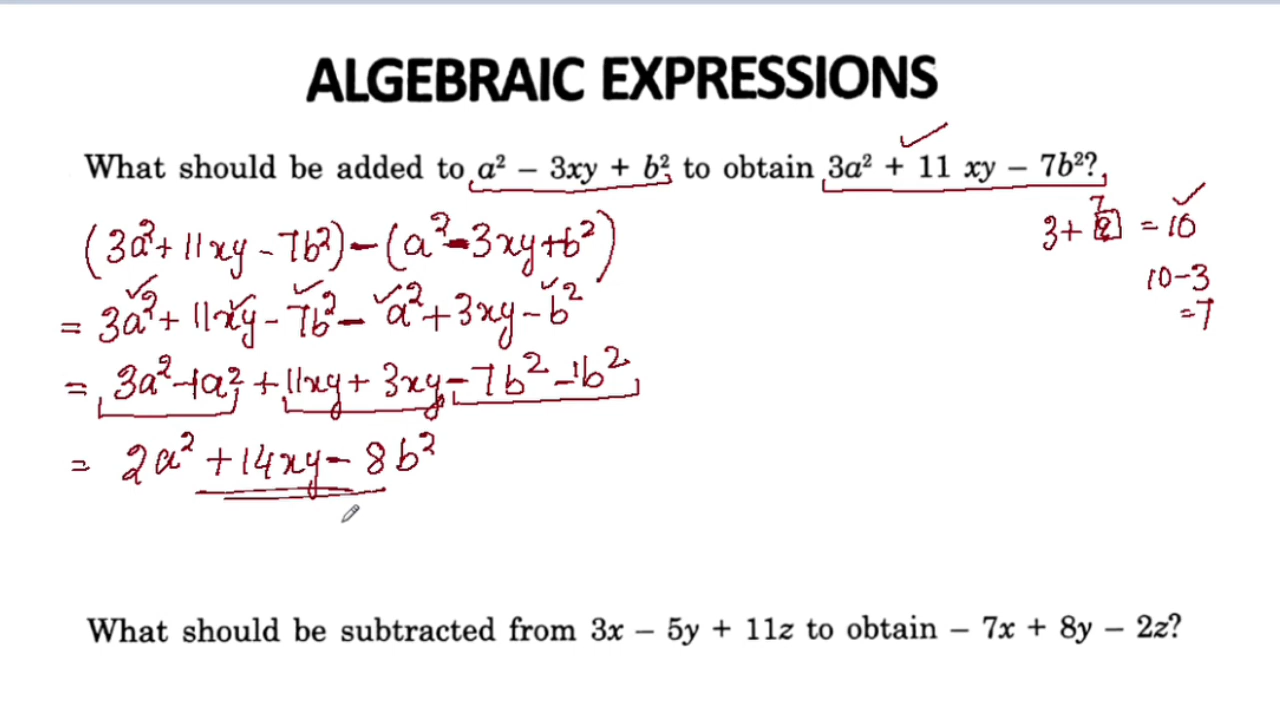 ALGEBRAIC EXPRESSIONS
What should be added to a² − 3xy + b² to obtain 3a² + 11 xy − 7b²?
(3a² + 11xy - 7b²) - (a² - 3xy + b²)
= 3a² + 11xy - 7b² - a² + 3xy - b²
= 3a² - 1a² + 11xy + 3xy - 7b² - 1b²
= 2a² + 14xy - 8b²
7
3 + ? = 10
10 - 3
= 7
What should be subtracted from 3x − 5y + 11z to obtain − 7x + 8y − 2z?